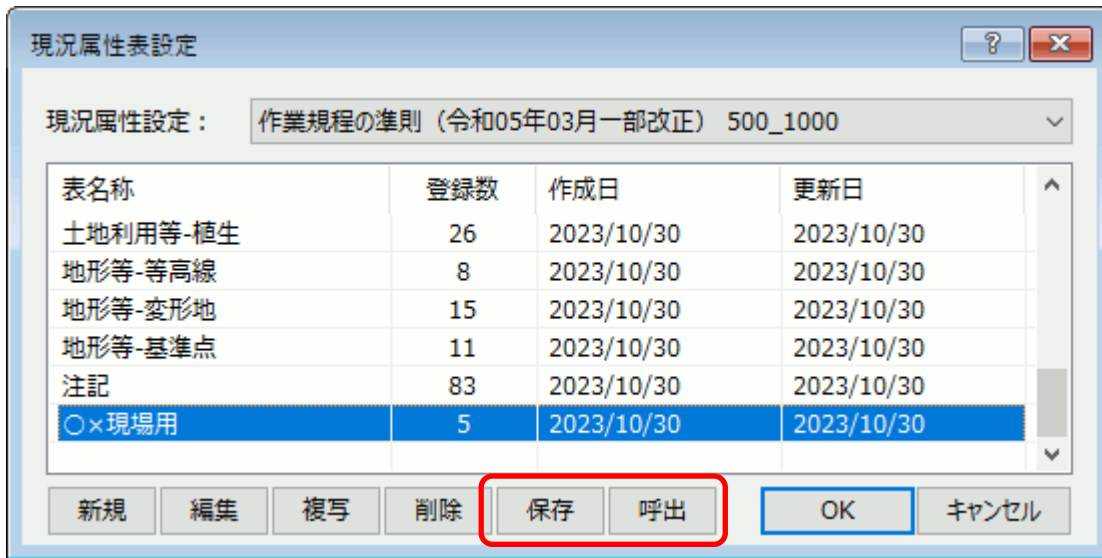 現況属性表設定
現況属性設定： 作業規程の準則（令和05年03月一部改正） 500_1000
表名称 登録数 作成日 更新日
土地利用等-植生 26 2023/10/30 2023/10/30
地形等-等高線 8 2023/10/30 2023/10/30
地形等-変形地 15 2023/10/30 2023/10/30
地形等-基準点 11 2023/10/30 2023/10/30
注記 83 2023/10/30 2023/10/30
○×現場用 5 2023/10/30 2023/10/30
新規 編集 複写 削除 保存 呼出 OK キャンセル